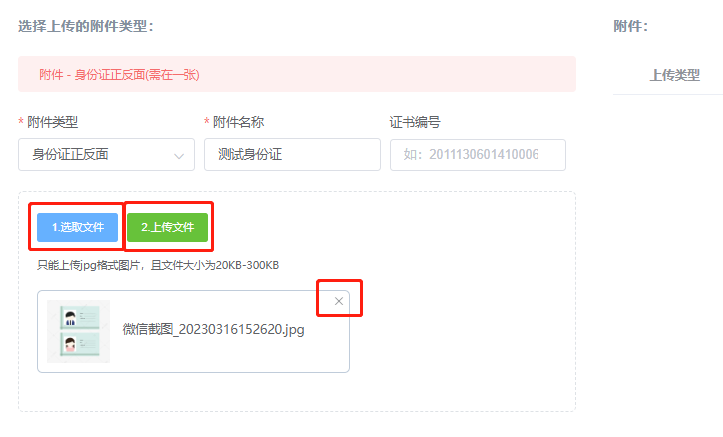 选择上传的附件类型：
附件：
附件 - 身份证正反面(需在一张)
上传类型
* 附件类型
* 附件名称
证书编号
身份证正反面
测试身份证
如：2011130601410006
1.选取文件
2.上传文件
只能上传jpg格式图片，且文件大小为20KB-300KB
微信截图_20230316152620.jpg